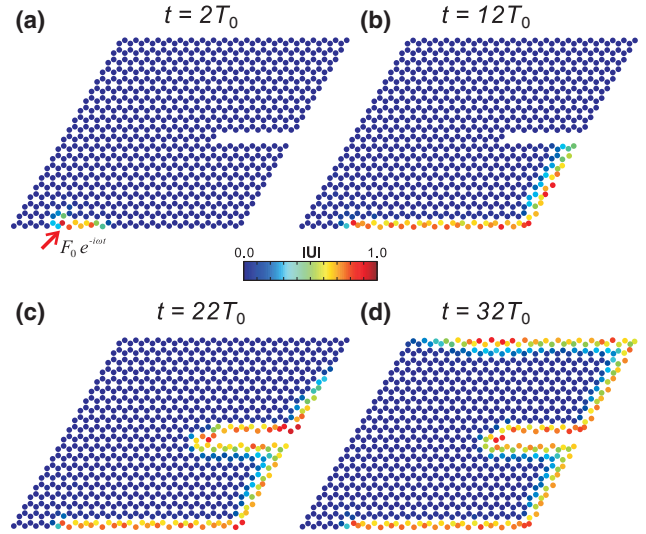 (a) t = 2T₀
(b) t = 12T₀
F₀ e⁻ⁱωᵗ
0.0 |U| 1.0
(c) t = 22T₀
(d) t = 32T₀